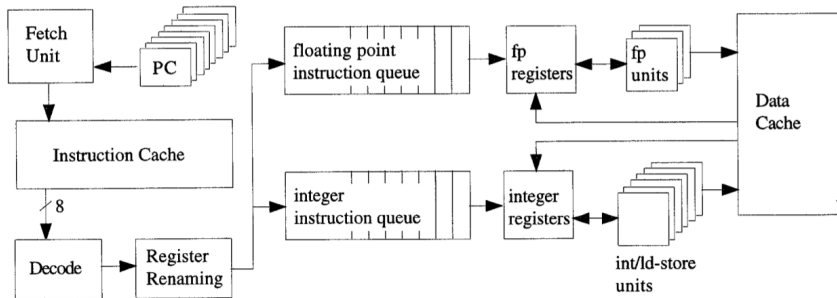 Fetch
Unit
PC
floating point
instruction queue
fp
registers
fp
units
Data
Cache
Instruction Cache
8
integer
instruction queue
integer
registers
Decode
Register
Renaming
int/ld-store
units